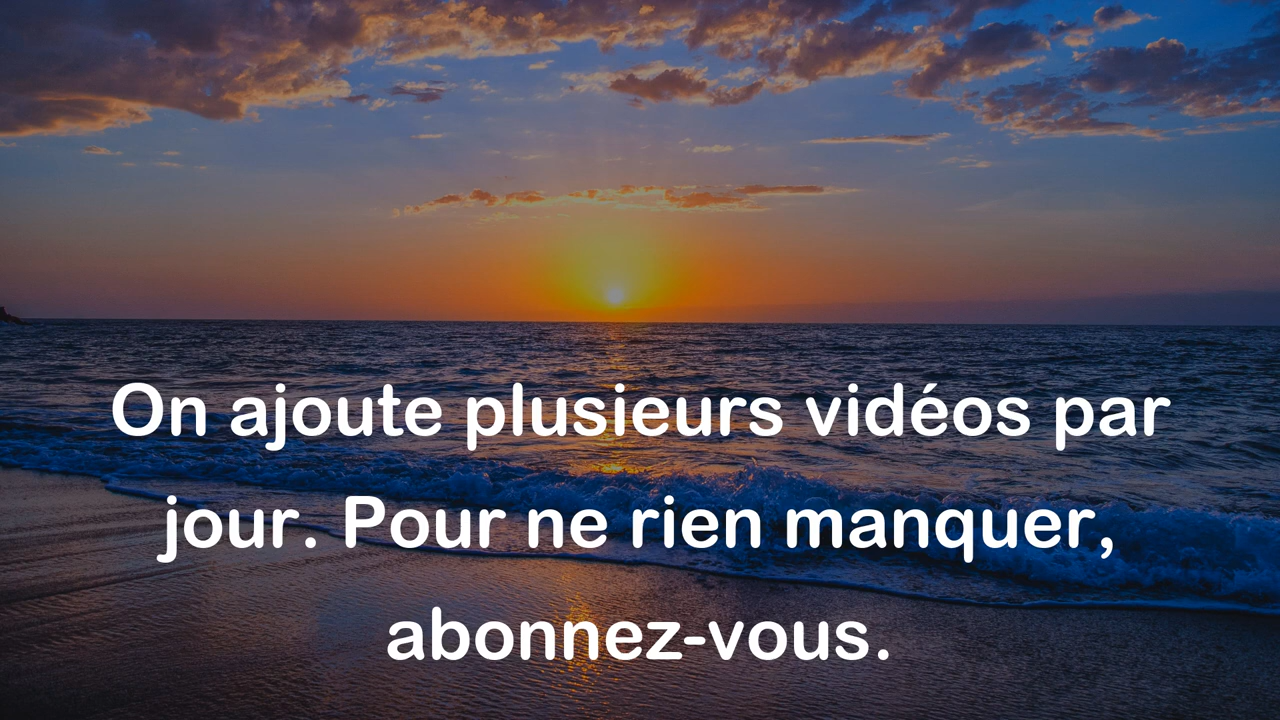 On ajoute plusieurs vidéos par
jour. Pour ne rien manquer,
abonnez-vous.